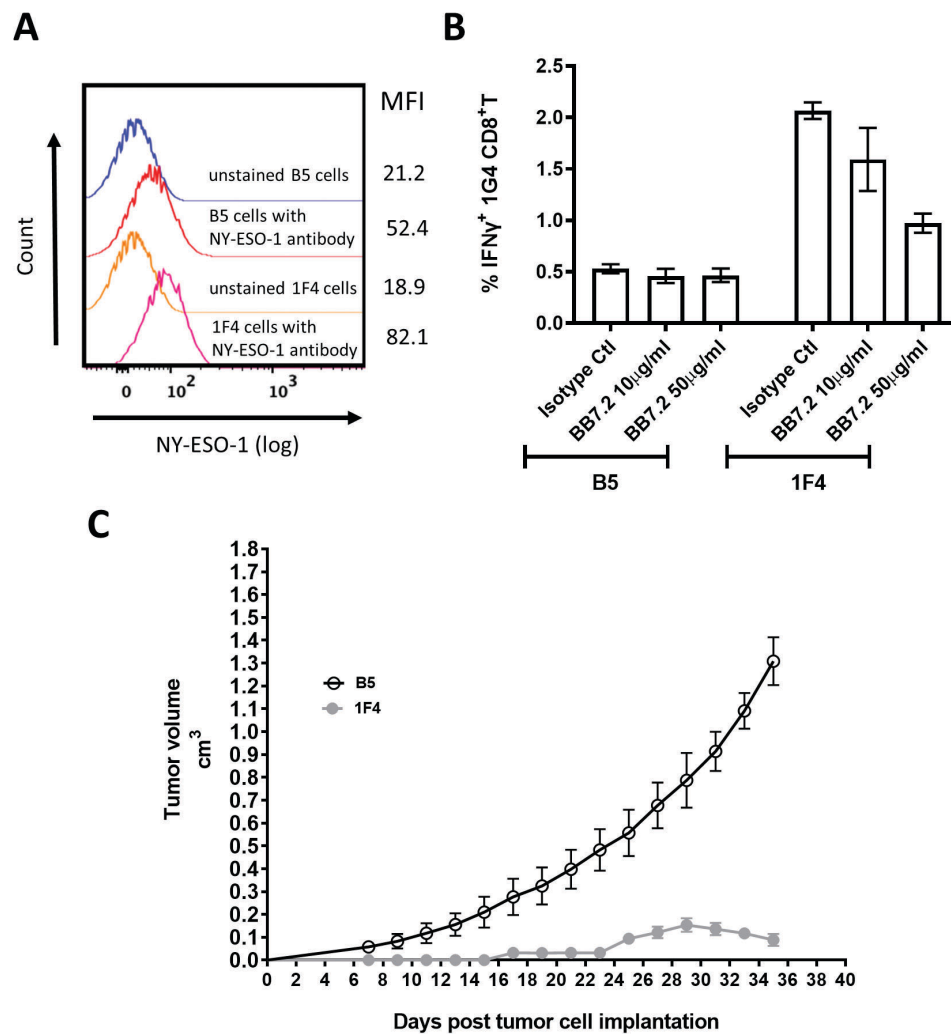 A
MFI
unstained B5 cells 21.2
B5 cells with
NY-ESO-1 antibody 52.4
unstained 1F4 cells 18.9
1F4 cells with
NY-ESO-1 antibody 82.1
Count
0 10² 10³
NY-ESO-1 (log)
B
% IFNγ⁺ 1G4 CD8⁺T
2.5
2.0
1.5
1.0
0.5
0.0
Isotype Ctl
BB7.2 10μg/ml
BB7.2 50μg/ml
Isotype Ctl
BB7.2 10μg/ml
BB7.2 50μg/ml
B5 1F4
C
Tumor volume
cm³
1.8
1.7
1.6
1.5
1.4
1.3
1.2
1.1
1.0
0.9
0.8
0.7
0.6
0.5
0.4
0.3
0.2
0.1
0.0
B5
1F4
0 2 4 6 8 10 12 14 16 18 20 22 24 26 28 30 32 34 36 38 40
Days post tumor cell implantation